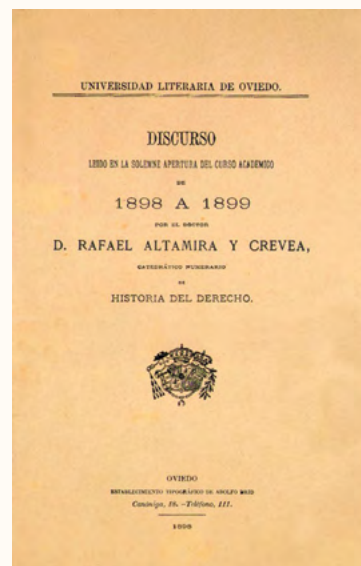 UNIVERSIDAD LITERARIA DE OVIEDO.
DISCURSO
LEIDO EN LA SOLEMNE APERTURA DEL CURSO ACADÉMICO
DE
1898 A 1899
POR EL DOCTOR
D. RAFAEL ALTAMIRA Y CREVEA,
CATEDRÁTICO NUMERARIO
DE
HISTORIA DEL DERECHO.
OVIEDO
ESTABLECIMIENTO TIPOGRÁFICO DE ADOLFO BRID
Canóniga, 18.—Teléfono, 111.
1898